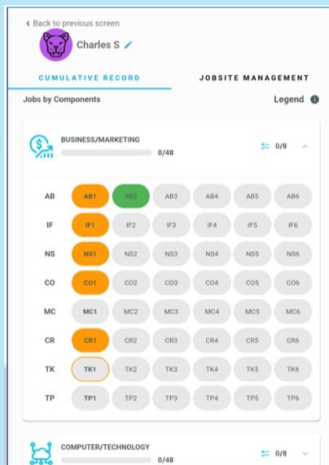 < Back to previous screen
Charles S
CUMULATIVE RECORD JOBSITE MANAGEMENT
Jobs by Components Legend
BUSINESS/MARKETING
0/48 0/8
AB AB1 AB2 AB3 AB4 AB5 AB6
IF IF1 IF2 IF3 IF4 IF5 IF6
NS NS1 NS2 NS3 NS4 NS5 NS6
CO CO1 CO2 CO3 CO4 CO5 CO6
MC MC1 MC2 MC3 MC4 MC5 MC6
CR CR1 CR2 CR3 CR4 CR5 CR6
TK TK1 TK2 TK3 TK4 TK5 TK6
TP TP1 TP2 TP3 TP4 TP5 TP6
COMPUTER/TECHNOLOGY
0/48 0/8